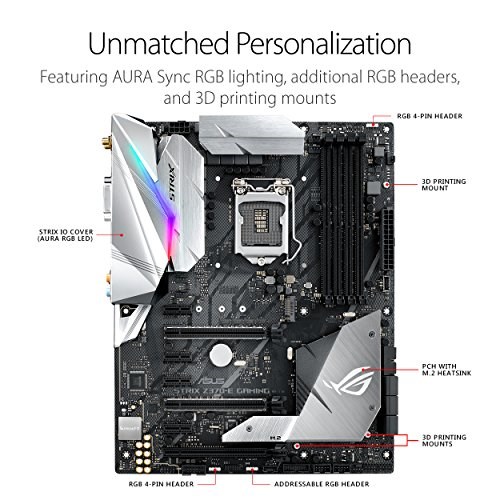 Unmatched Personalization
Featuring AURA Sync RGB lighting, additional RGB headers,
and 3D printing mounts
RGB 4-PIN HEADER
3D PRINTING
MOUNT
STRIX
STRIX IO COVER
(AURA RGB LED)
PCH WITH
M.2 HEATSINK
ASUS
STRIX Z370-E GAMING
M.2
3D PRINTING
MOUNTS
RGB 4-PIN HEADER
ADDRESSABLE RGB HEADER